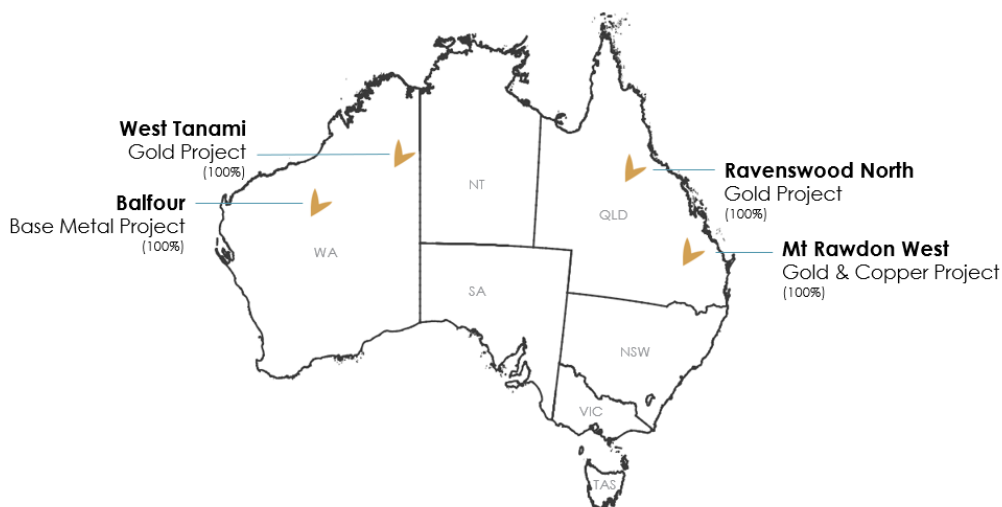 West Tanami
Gold Project
(100%)
Balfour
Base Metal Project
(100%)
Ravenswood North
Gold Project
(100%)
Mt Rawdon West
Gold & Copper Project
(100%)
NT
QLD
WA
SA
NSW
VIC
TAS